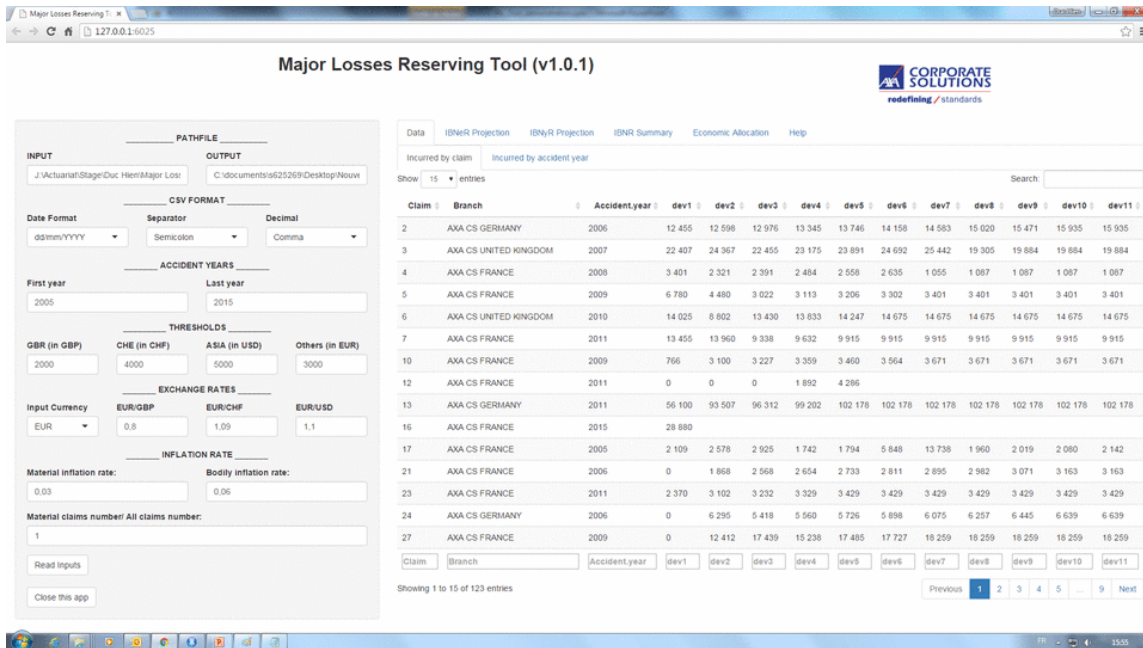 Major Losses Reserving To
127.0.0.1:6025
Major Losses Reserving Tool (v1.0.1)
AXA CORPORATE SOLUTIONS
redefining / standards
PATHFILE
INPUT OUTPUT
J:\Actuariat\Stage\Duc Hien\Major Los C:\documents\s625269\Desktop\Nouve
CSV FORMAT
Date Format Separator Decimal
dd/mm/YYYY Semicolon Comma
ACCIDENT YEARS
First year Last year
2005 2015
THRESHOLDS
GBR (in GBP) CHE (in CHF) ASIA (in USD) Others (in EUR)
2000 4000 5000 3000
EXCHANGE RATES
Input Currency EUR/GBP EUR/CHF EUR/USD
EUR 0,8 1,09 1,1
INFLATION RATE
Material inflation rate: Bodily inflation rate:
0,03 0,06
Material claims number/ All claims number:
1
Read Inputs
Close this app
Data IBNeR Projection IBNyR Projection IBNR Summary Economic Allocation Help
Incurred by claim Incurred by accident year
Show 15 entries Search:
Claim Branch Accident.year dev1 dev2 dev3 dev4 dev5 dev6 dev7 dev8 dev9 dev10 dev11
2 AXA CS GERMANY 2006 12 455 12 598 12 976 13 345 13 746 14 158 14 583 15 020 15 471 15 935 15 935
3 AXA CS UNITED KINGDOM 2007 22 407 24 367 22 455 23 175 23 891 24 692 25 442 19 305 19 884 19 884 19 884
4 AXA CS FRANCE 2008 3 401 2 321 2 391 2 484 2 558 2 635 1 055 1 087 1 087 1 087 1 087
5 AXA CS FRANCE 2009 6 780 4 480 3 022 3 113 3 206 3 302 3 401 3 401 3 401 3 401 3 401
6 AXA CS UNITED KINGDOM 2010 14 025 8 802 13 430 13 833 14 247 14 675 14 675 14 675 14 675 14 675 14 675
7 AXA CS FRANCE 2011 13 455 13 960 9 338 9 632 9 915 9 915 9 915 9 915 9 915 9 915 9 915
10 AXA CS FRANCE 2009 766 3 100 3 227 3 359 3 460 3 564 3 671 3 671 3 671 3 671 3 671
12 AXA CS FRANCE 2011 0 0 0 1 892 4 286
13 AXA CS GERMANY 2011 56 100 93 507 96 312 99 202 102 178 102 178 102 178 102 178 102 178 102 178 102 178
16 AXA CS FRANCE 2015 28 880
17 AXA CS FRANCE 2005 2 109 2 578 2 925 1 742 1 794 5 848 13 738 1 960 2 019 2 080 2 142
21 AXA CS FRANCE 2006 0 1 868 2 568 2 654 2 733 2 811 2 895 2 982 3 071 3 163 3 163
23 AXA CS FRANCE 2011 2 370 3 102 3 232 3 329 3 429 3 429 3 429 3 429 3 429 3 429 3 429
24 AXA CS GERMANY 2006 0 6 295 5 418 5 560 5 726 5 898 6 075 6 257 6 445 6 639 6 639
27 AXA CS FRANCE 2009 0 12 412 17 439 15 238 17 485 17 727 18 259 18 259 18 259 18 259 18 259
Claim Branch Accident.year dev1 dev2 dev3 dev4 dev5 dev6 dev7 dev8 dev9 dev10 dev11
Showing 1 to 15 of 123 entries
Previous 1 2 3 4 5 ... 9 Next
FR 15:55